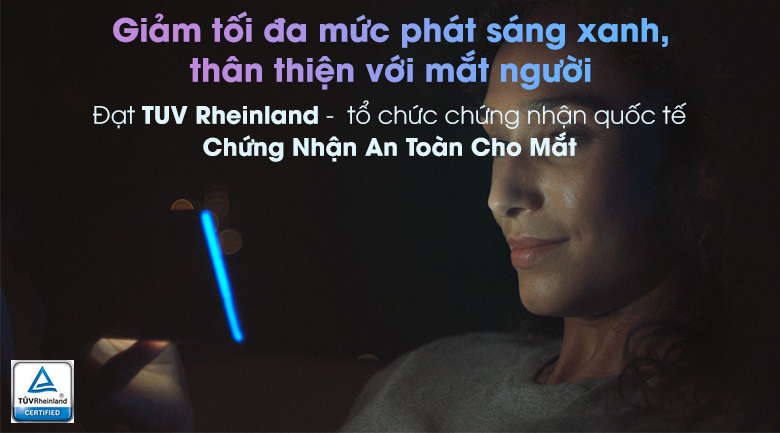 Giảm tối đa mức phát sáng xanh,
thân thiện với mắt người
Đạt TUV Rheinland - tổ chức chứng nhận quốc tế
Chứng Nhận An Toàn Cho Mắt
TÜVRheinland
CERTIFIED